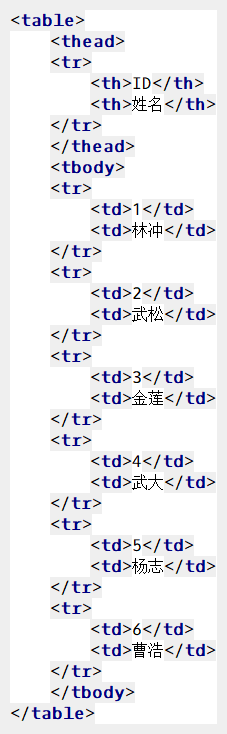 <table>
<thead>
<tr>
<th>ID</th>
<th>姓名</th>
</tr>
</thead>
<tbody>
<tr>
<td>1</td>
<td>林冲</td>
</tr>
<tr>
<td>2</td>
<td>武松</td>
</tr>
<tr>
<td>3</td>
<td>金莲</td>
</tr>
<tr>
<td>4</td>
<td>武大</td>
</tr>
<tr>
<td>5</td>
<td>杨志</td>
</tr>
<tr>
<td>6</td>
<td>曹浩</td>
</tr>
</tbody>
</table>